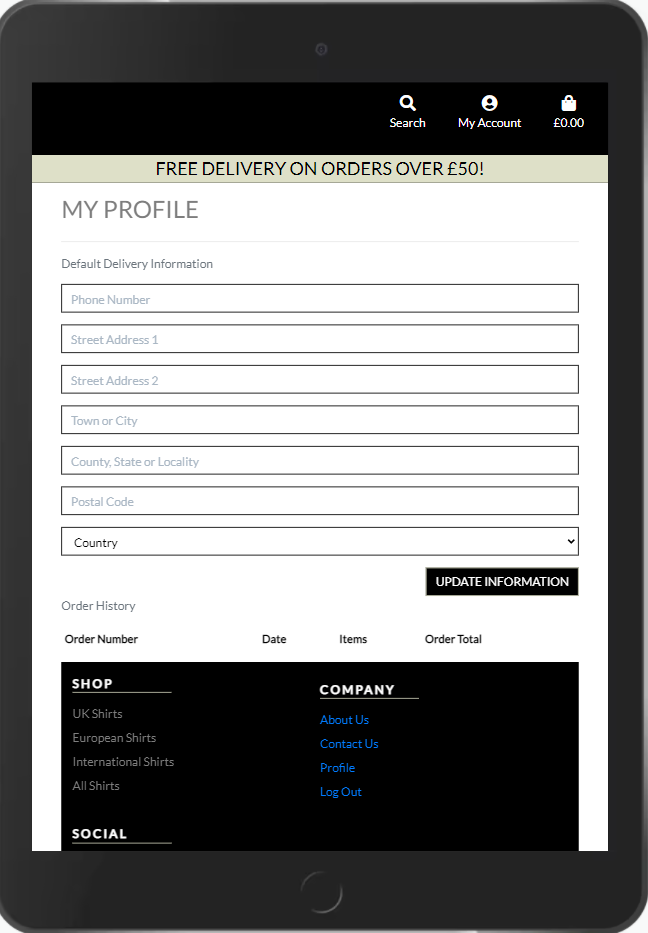 Search My Account £0.00
FREE DELIVERY ON ORDERS OVER £50!
MY PROFILE
Default Delivery Information
Phone Number
Street Address 1
Street Address 2
Town or City
County, State or Locality
Postal Code
Country
UPDATE INFORMATION
Order History
Order Number Date Items Order Total
SHOP
UK Shirts
European Shirts
International Shirts
All Shirts
COMPANY
About Us
Contact Us
Profile
Log Out
SOCIAL